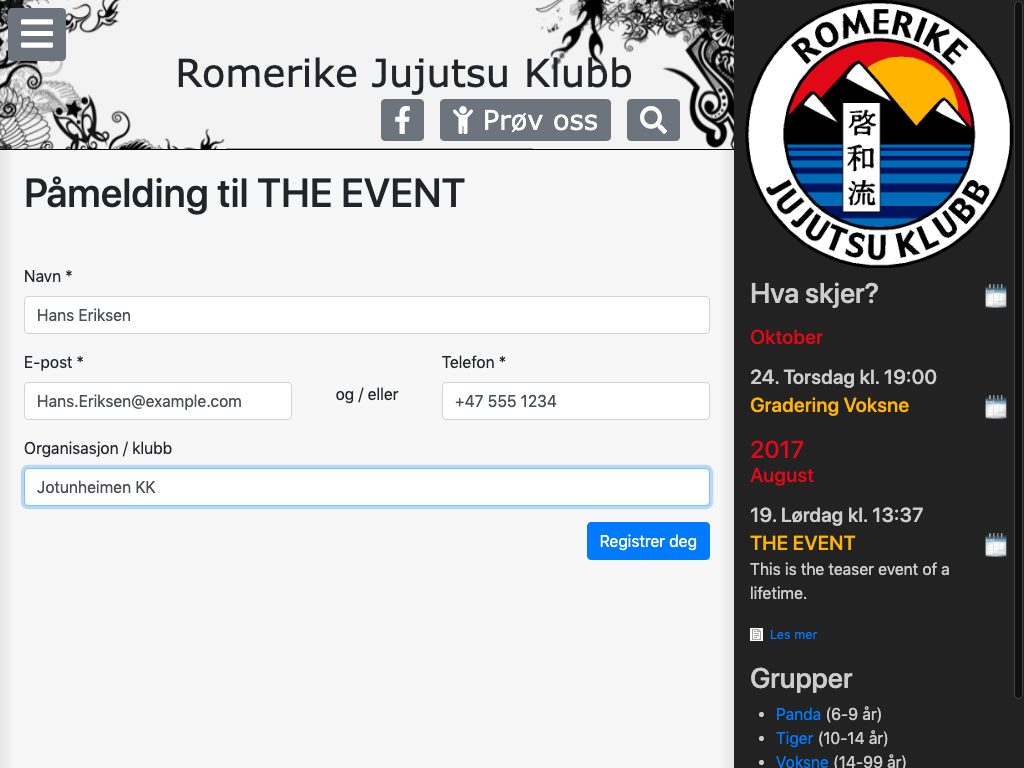 Romerike Jujutsu Klubb
Prøv oss
Påmelding til THE EVENT
Navn *
Hans Eriksen
E-post *
Telefon *
Hans.Eriksen@example.com
og / eller
+47 555 1234
Organisasjon / klubb
Jotunheimen KK
Registrer deg
ROMERIKE
啓和流
JUJUTSU KLUBB
Hva skjer?
Oktober
24. Torsdag kl. 19:00
Gradering Voksne
2017
August
19. Lørdag kl. 13:37
THE EVENT
This is the teaser event of a
lifetime.
Les mer
Grupper
• Panda (6-9 år)
• Tiger (10-14 år)
• Voksne (14-99 år)